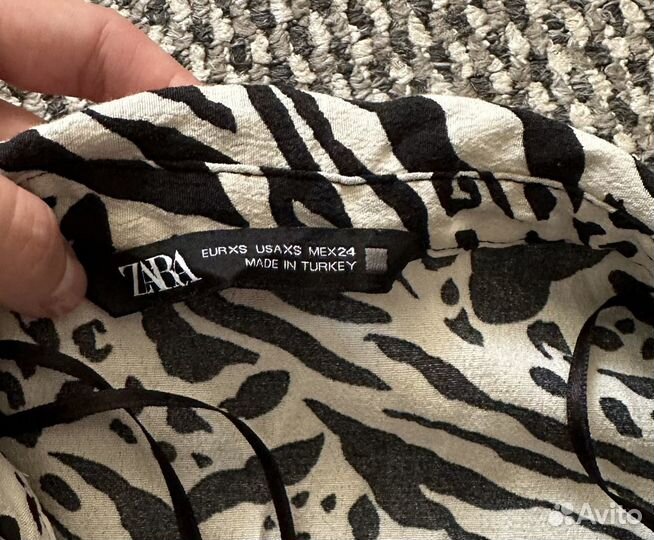 ZARA
EURXS USAXS MEX24
MADE IN TURKEY
Avito